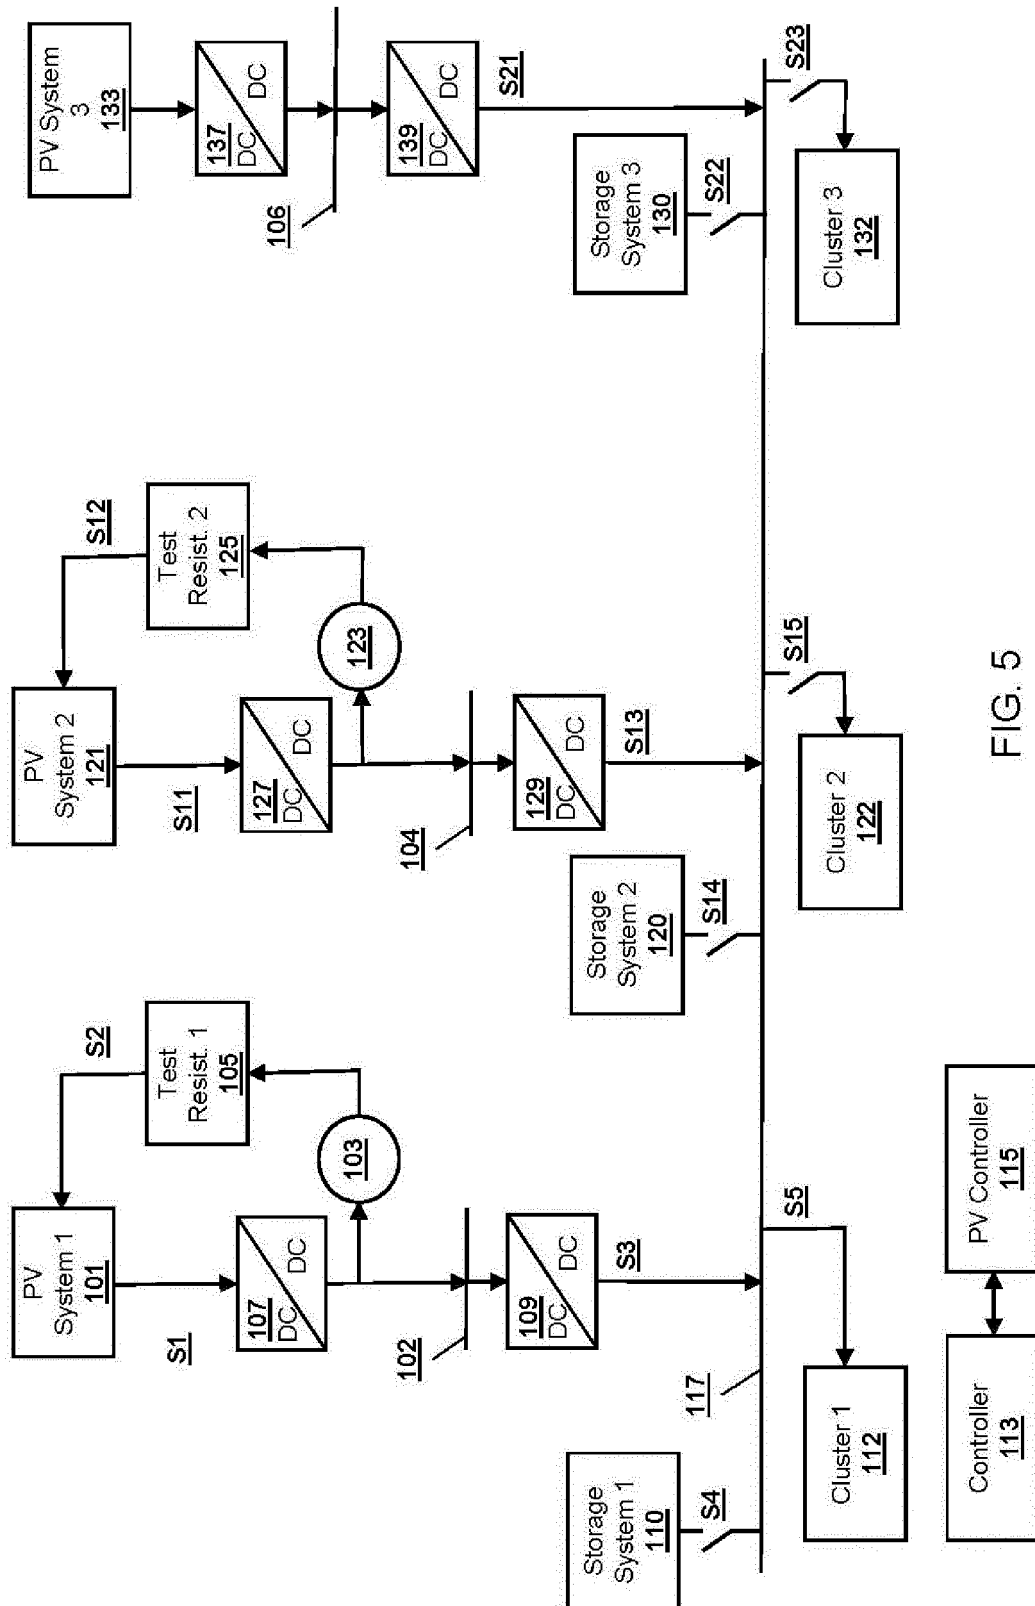 PV
System 1
101
S1
S2
Test
Resist. 1
105
107
DC
DC
103
102
109
DC
DC
S3
PV
System 2
121
S11
S12
Test
Resist. 2
125
127
DC
DC
123
104
129
DC
DC
S13
PV System
3
133
137
DC
DC
106
139
DC
DC
S21
Storage
System 1
110
S4
117
Storage
System 2
120
S14
Storage
System 3
130
S22
Cluster 1
112
S5
Cluster 2
122
S15
Cluster 3
132
S23
Controller
113
PV Controller
115
FIG. 5